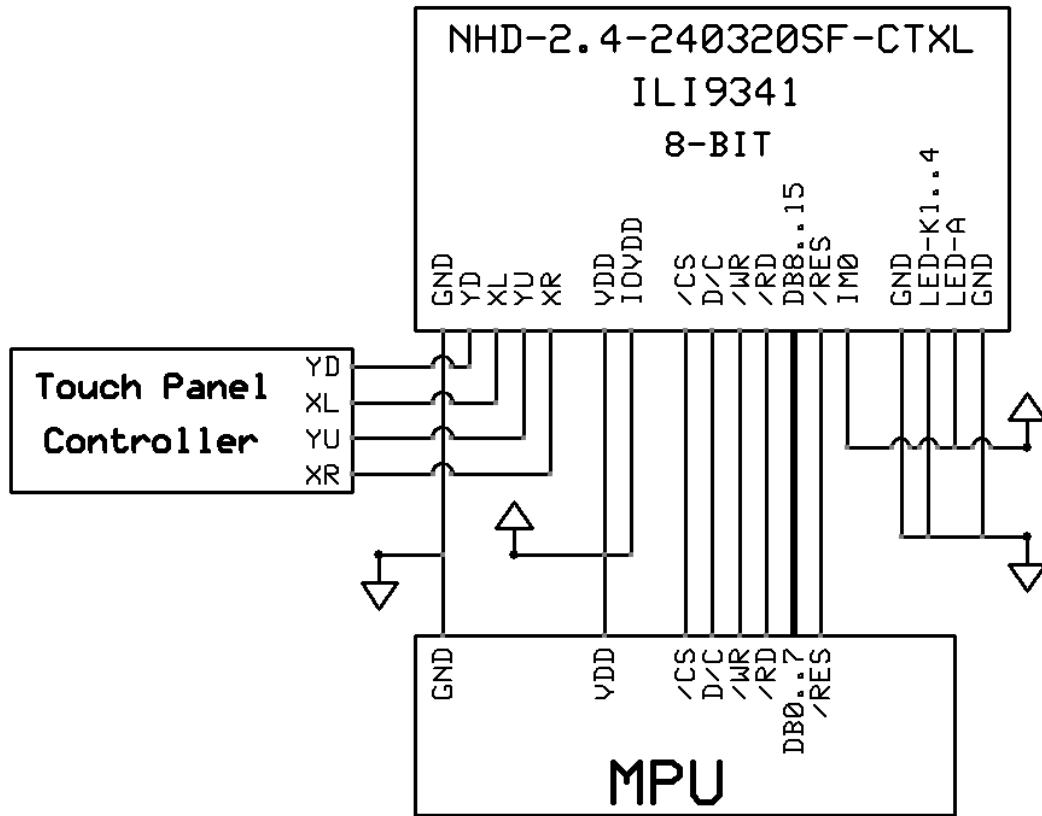 NHD-2.4-240320SF-CTXL
ILI9341
8-BIT
GND
YD
XL
YU
XR
VDD
IOVDD
/CS
D/C
/WR
/RD
DB8..15
/RES
IM0
GND
LED-K1..4
LED-A
GND
Touch Panel
Controller
YD
XL
YU
XR
GND
VDD
/CS
D/C
/WR
/RD
DB0..7
/RES
MPU